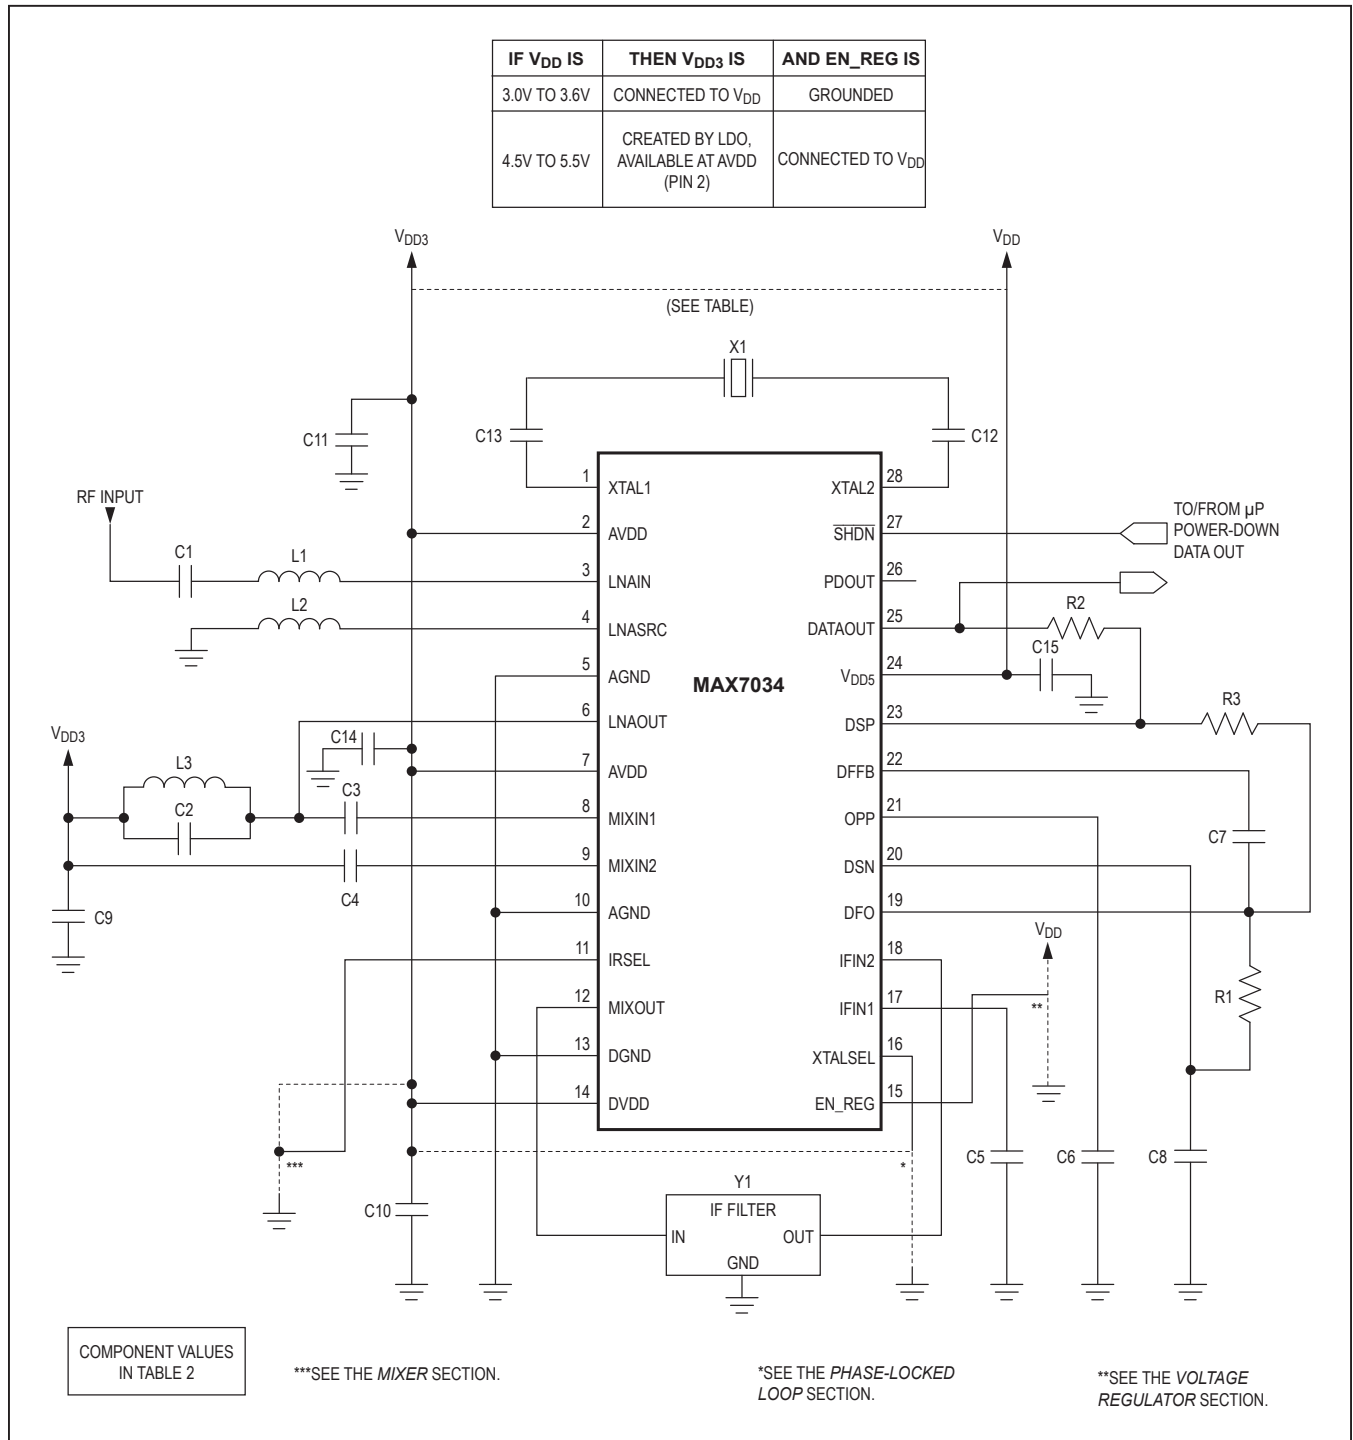 IF VDD IS THEN VDD3 IS AND EN_REG IS
3.0V TO 3.6V CONNECTED TO VDD GROUNDED
4.5V TO 5.5V CREATED BY LDO, AVAILABLE AT AVDD (PIN 2) CONNECTED TO VDD
VDD3
VDD
(SEE TABLE)
X1
C13
C12
C11
RF INPUT
C1
L1
L2
TO/FROM µP
POWER-DOWN
DATA OUT
R2
C15
R3
MAX7034
1 XTAL1
2 AVDD
3 LNAIN
4 LNASRC
5 AGND
6 LNAOUT
7 AVDD
8 MIXIN1
9 MIXIN2
10 AGND
11 IRSEL
12 MIXOUT
13 DGND
14 DVDD
XTAL2 28
SHDN 27
PDOUT 26
DATAOUT 25
VDD5 24
DSP 23
DFFB 22
OPP 21
DSN 20
DFO 19
IFIN2 18
IFIN1 17
XTALSEL 16
EN_REG 15
VDD3
C14
L3
C2
C3
C4
C9
C7
VDD
**
R1
***
*
C10
C5
C6
C8
Y1
IF FILTER
IN
OUT
GND
COMPONENT VALUES
IN TABLE 2
***SEE THE MIXER SECTION.
*SEE THE PHASE-LOCKED
LOOP SECTION.
**SEE THE VOLTAGE
REGULATOR SECTION.